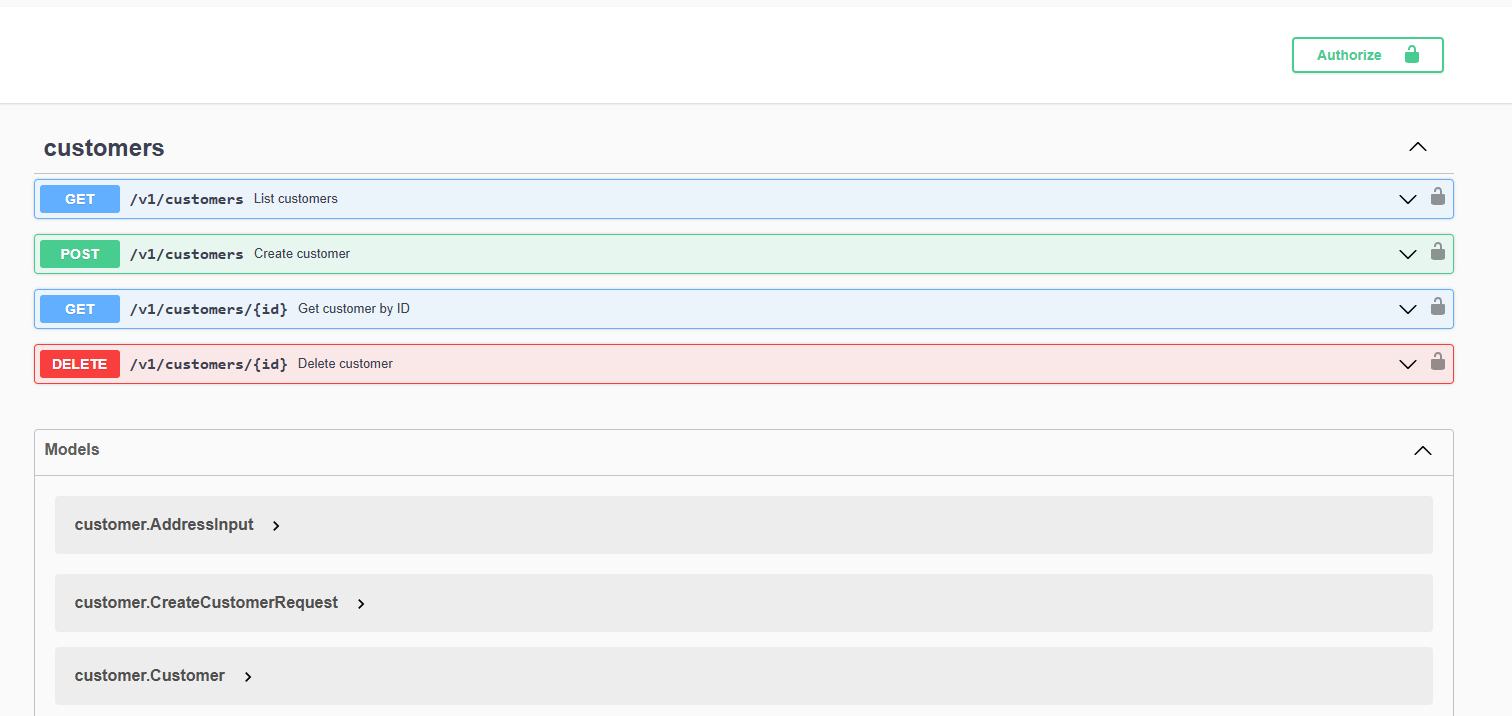 Authorize
customers
GET /v1/customers List customers
POST /v1/customers Create customer
GET /v1/customers/{id} Get customer by ID
DELETE /v1/customers/{id} Delete customer
Models
customer.AddressInput
customer.CreateCustomerRequest
customer.Customer